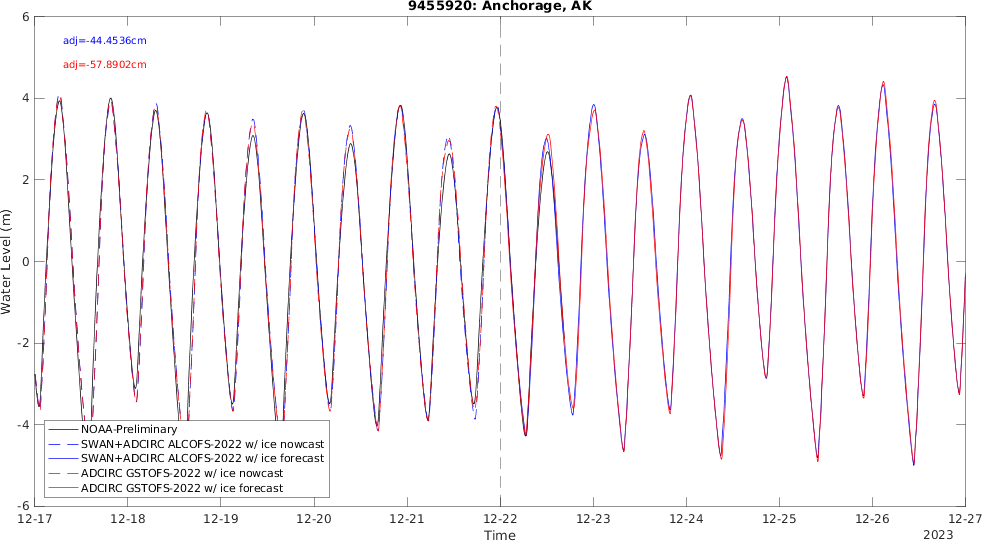 9455920: Anchorage, AK
6
adj=-44.4536cm
adj=-57.8902cm
4
2
0
-2
-4
-6
Water Level (m)
NOAA-Preliminary
SWAN+ADCIRC ALCOFS-2022 w/ ice nowcast
SWAN+ADCIRC ALCOFS-2022 w/ ice forecast
ADCIRC GSTOFS-2022 w/ ice nowcast
ADCIRC GSTOFS-2022 w/ ice forecast
12-17 12-18 12-19 12-20 12-21 12-22 12-23 12-24 12-25 12-26 12-27
Time
2023